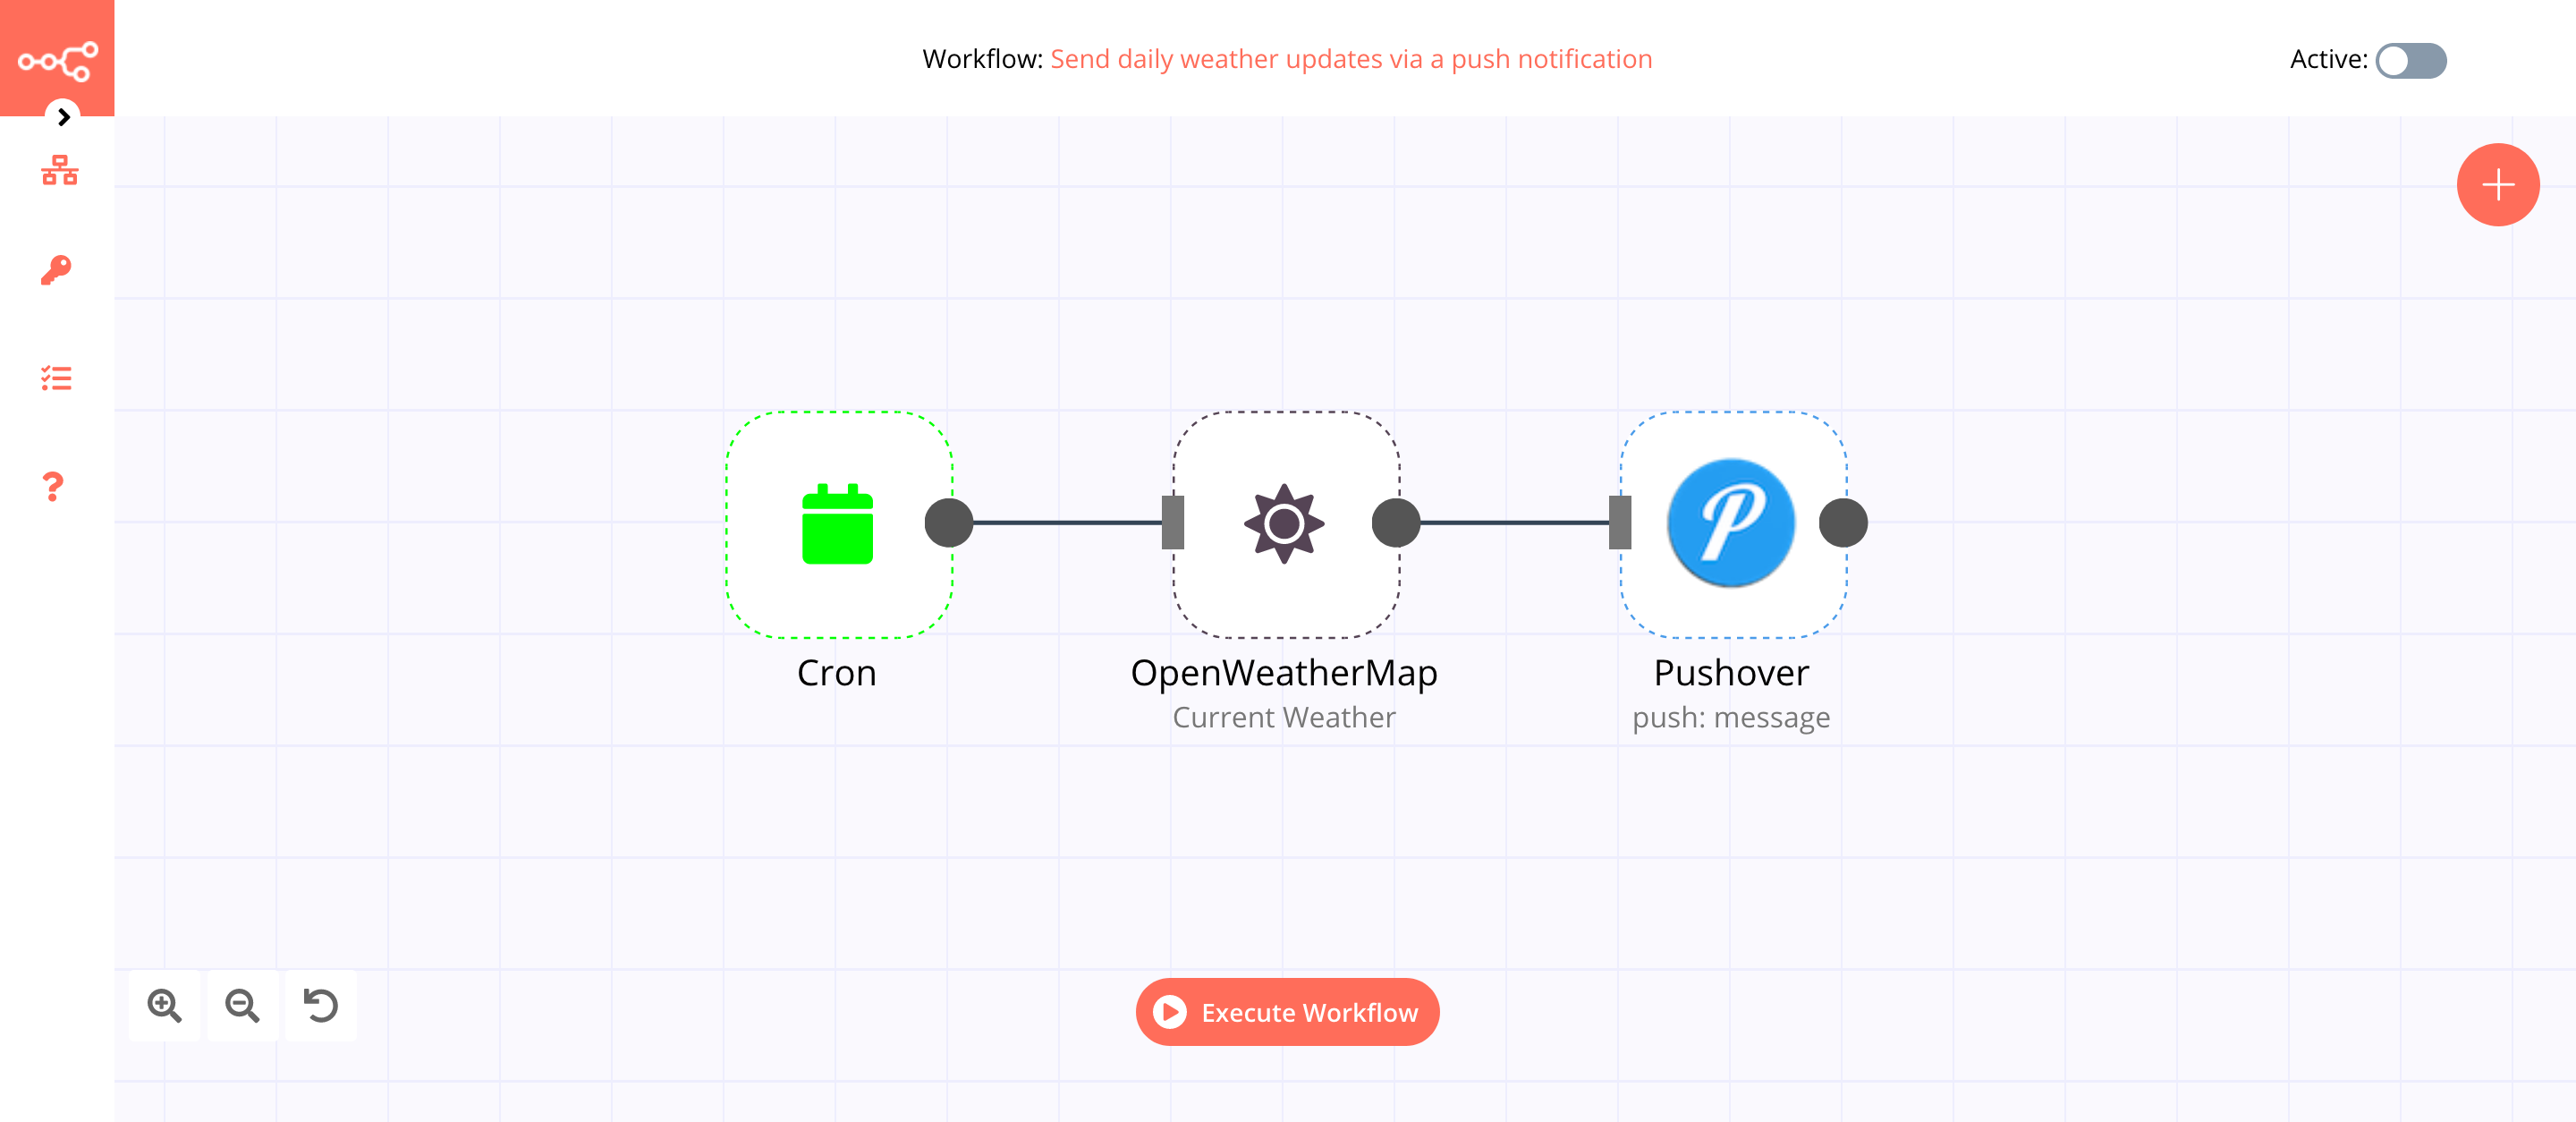 Workflow: Send daily weather updates via a push notification
Active:
Cron
OpenWeatherMap
Current Weather
Pushover
push: message
Execute Workflow